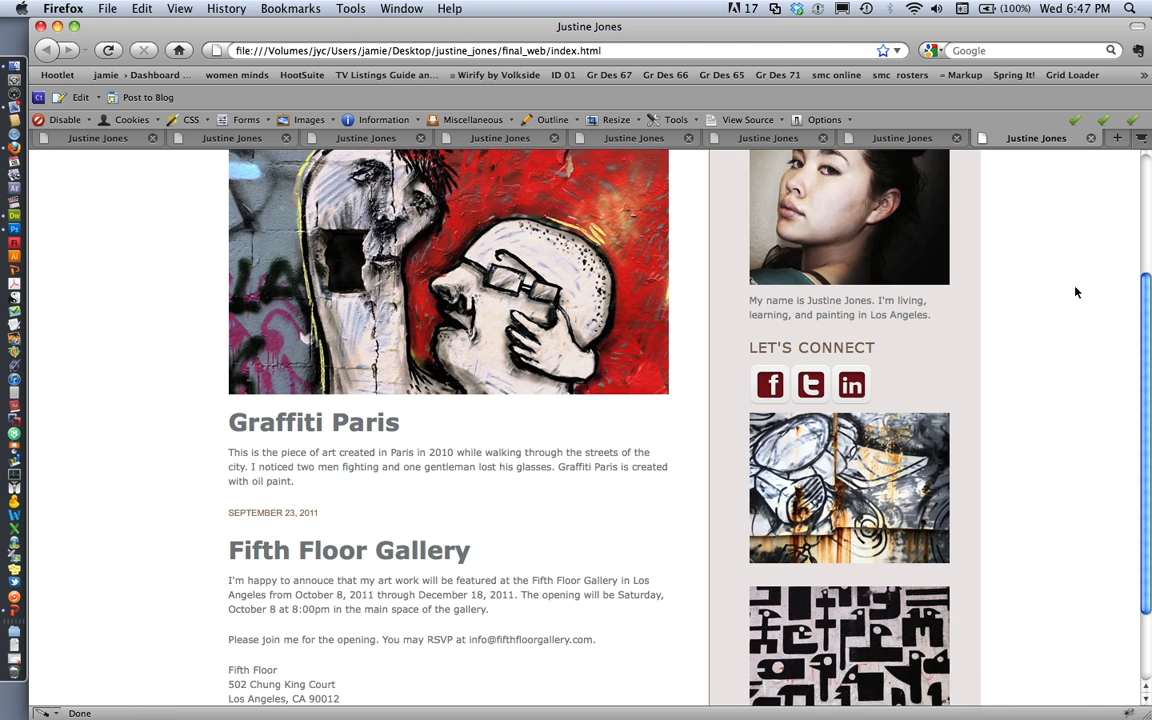 Firefox File Edit View History Bookmarks Tools Window Help 17 (100%) Wed 6:47 PM
Justine Jones
file:///Volumes/jyc/Users/jamie/Desktop/justine_jones/final_web/index.html Google
Hootlet jamie › Dashboard ... women minds HootSuite TV Listings Guide an... :: Wirify by Volkside ID 01 Gr Des 67 Gr Des 66 Gr Des 65 Gr Des 71 smc online smc rosters = Markup Spring It! Grid Loader »
Ct Edit Post to Blog
Disable Cookies CSS Forms Images Information Miscellaneous Outline Resize Tools View Source Options
Justine Jones Justine Jones Justine Jones Justine Jones Justine Jones Justine Jones Justine Jones Justine Jones
My name is Justine Jones. I'm living,
learning, and painting in Los Angeles.
LET'S CONNECT
f t in
Graffiti Paris
This is the piece of art created in Paris in 2010 while walking through the streets of the
city. I noticed two men fighting and one gentleman lost his glasses. Graffiti Paris is created
with oil paint.
SEPTEMBER 23, 2011
Fifth Floor Gallery
I'm happy to annouce that my art work will be featured at the Fifth Floor Gallery in Los
Angeles from October 8, 2011 through December 18, 2011. The opening will be Saturday,
October 8 at 8:00pm in the main space of the gallery.
Please join me for the opening. You may RSVP at info@fifthfloorgallery.com.
Fifth Floor
502 Chung King Court
Los Angeles, CA 90012
Done